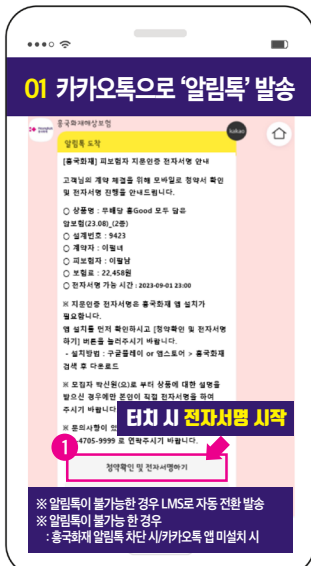 01 카카오톡으로 ‘알림톡’ 발송
흥국화재해상보험
알림톡 도착
kakao
[흥국화재] 피보험자 지문인증 전자서명 안내
고객님의 계약 체결을 위해 모바일로 청약서 확인
및 전자서명 진행을 안내드립니다.
○ 상품명 : 무배당 흥Good 모두 담은
암보험(23.08)_(2종)
○ 설계번호 : 9423
○ 계약자 : 이필녀
○ 피보험자 : 이팔남
○ 보험료 : 22,458원
○ 전자서명 가능 시간 : 2023-09-01 23:00
※ 지문인증 전자서명은 흥국화재 앱 설치가
필요합니다.
앱 설치를 먼저 확인하시고 [청약확인 및 전자서명
하기] 버튼을 눌러주시기 바랍니다.
- 설치방법 : 구글플레이 or 앱스토어 > 흥국화재
검색 후 다운로드
※ 모집자 박신원(으)로 부터 상품에 대한 설명을
받으신 경우에만 본인이 직접 전자서명을 하여
주시기 바랍니다.
터치 시 전자서명 시작
※ 문의사항이 있
-4705-9999 로 연락주시기 바랍니다.
1
청약확인 및 전자서명하기
※ 알림톡이 불가능한 경우 LMS로 자동 전환 발송
※ 알림톡이 불가능 한 경우
: 흥국화재 알림톡 차단 시/카카오톡 앱 미설치 시